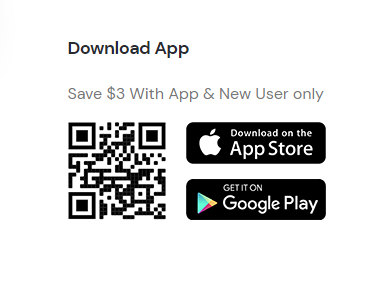 Download App
Save $3 With App & New User only
Download on the
App Store
GET IT ON
Google Play